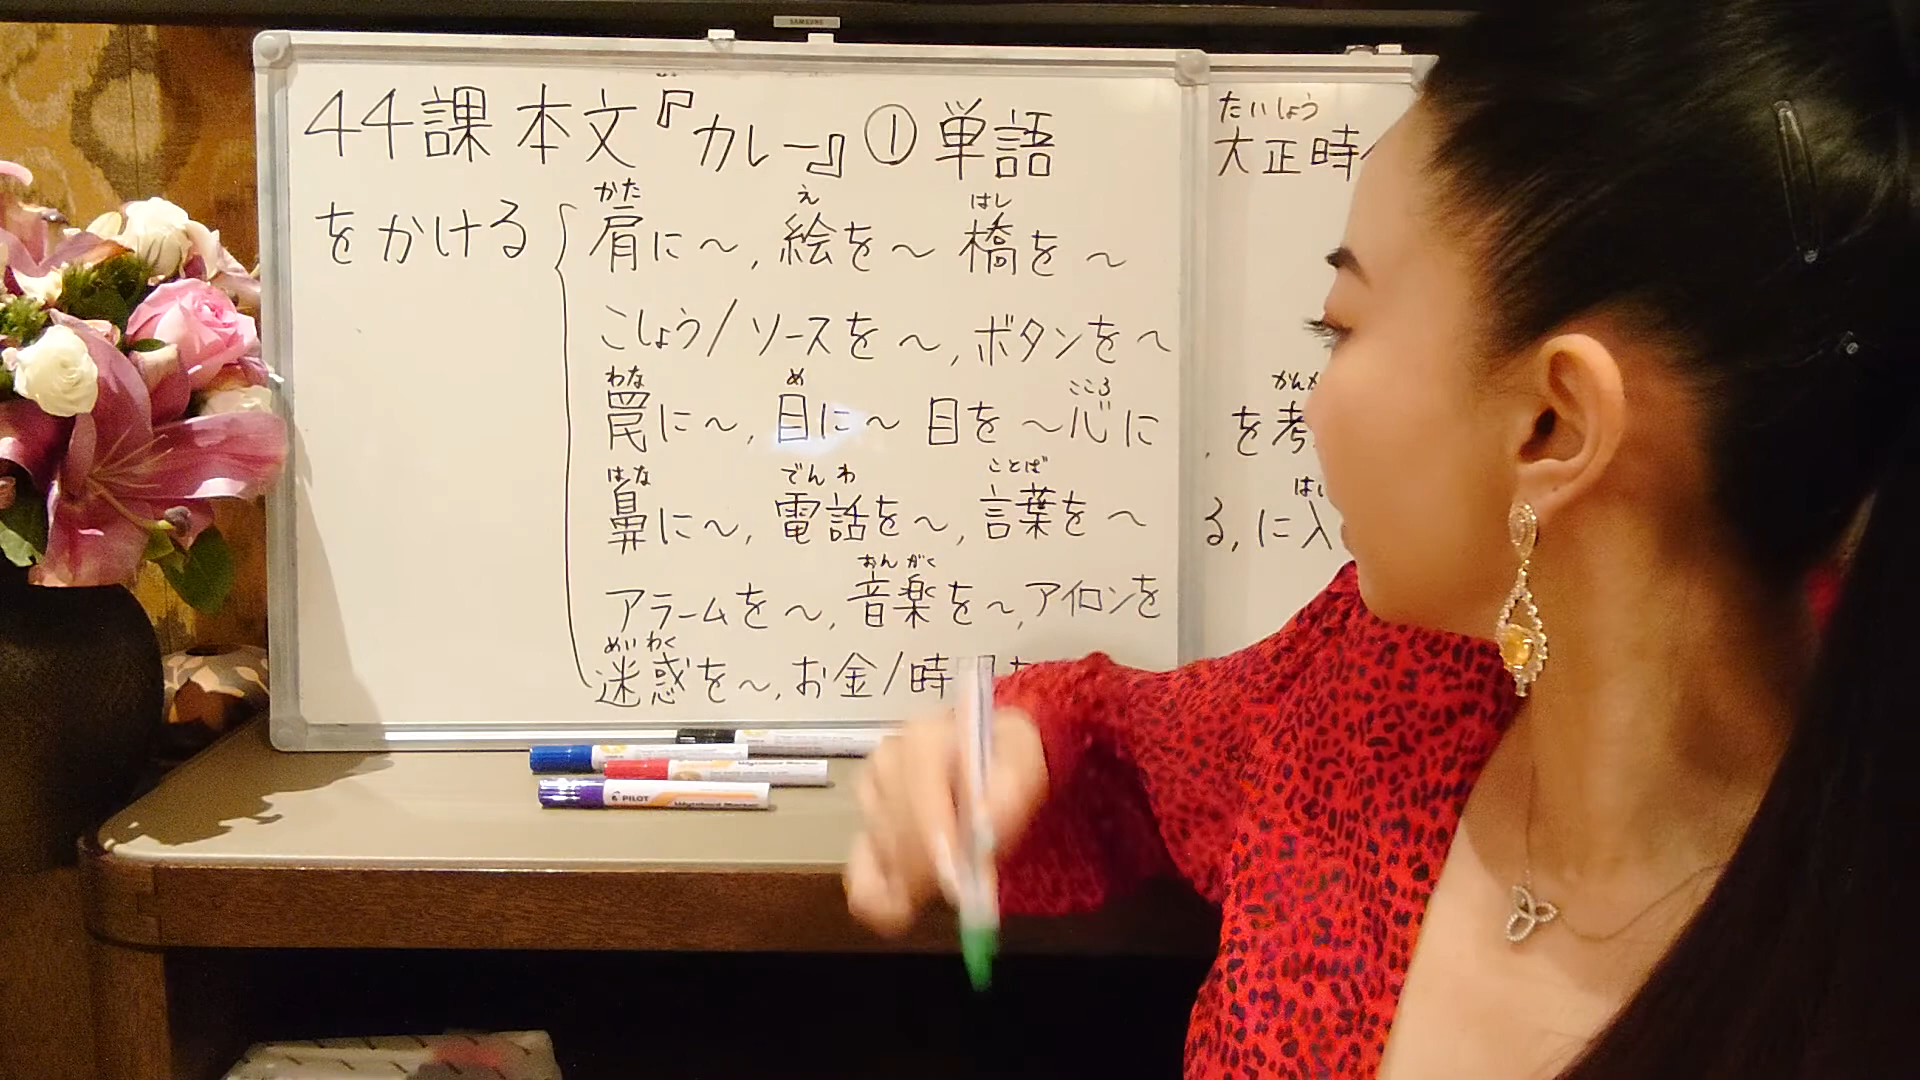 SAMSUNG
44課 本文『カレー』① 単語
かた え はし
をかける 肩に～, 絵を～ 橋を～
こしょう/ソースを～, ボタンを～
わな め こころ
罠に～, 目に～ 目を～心に
はな でんわ ことば
鼻に～, 電話を～, 言葉を～
おんがく
アラームを～, 音楽を～, アイロンを
めいわく
迷惑を～, お金/時
たいしょう
大正時
, を考
る, に入
PILOT
Wyteboard Marker